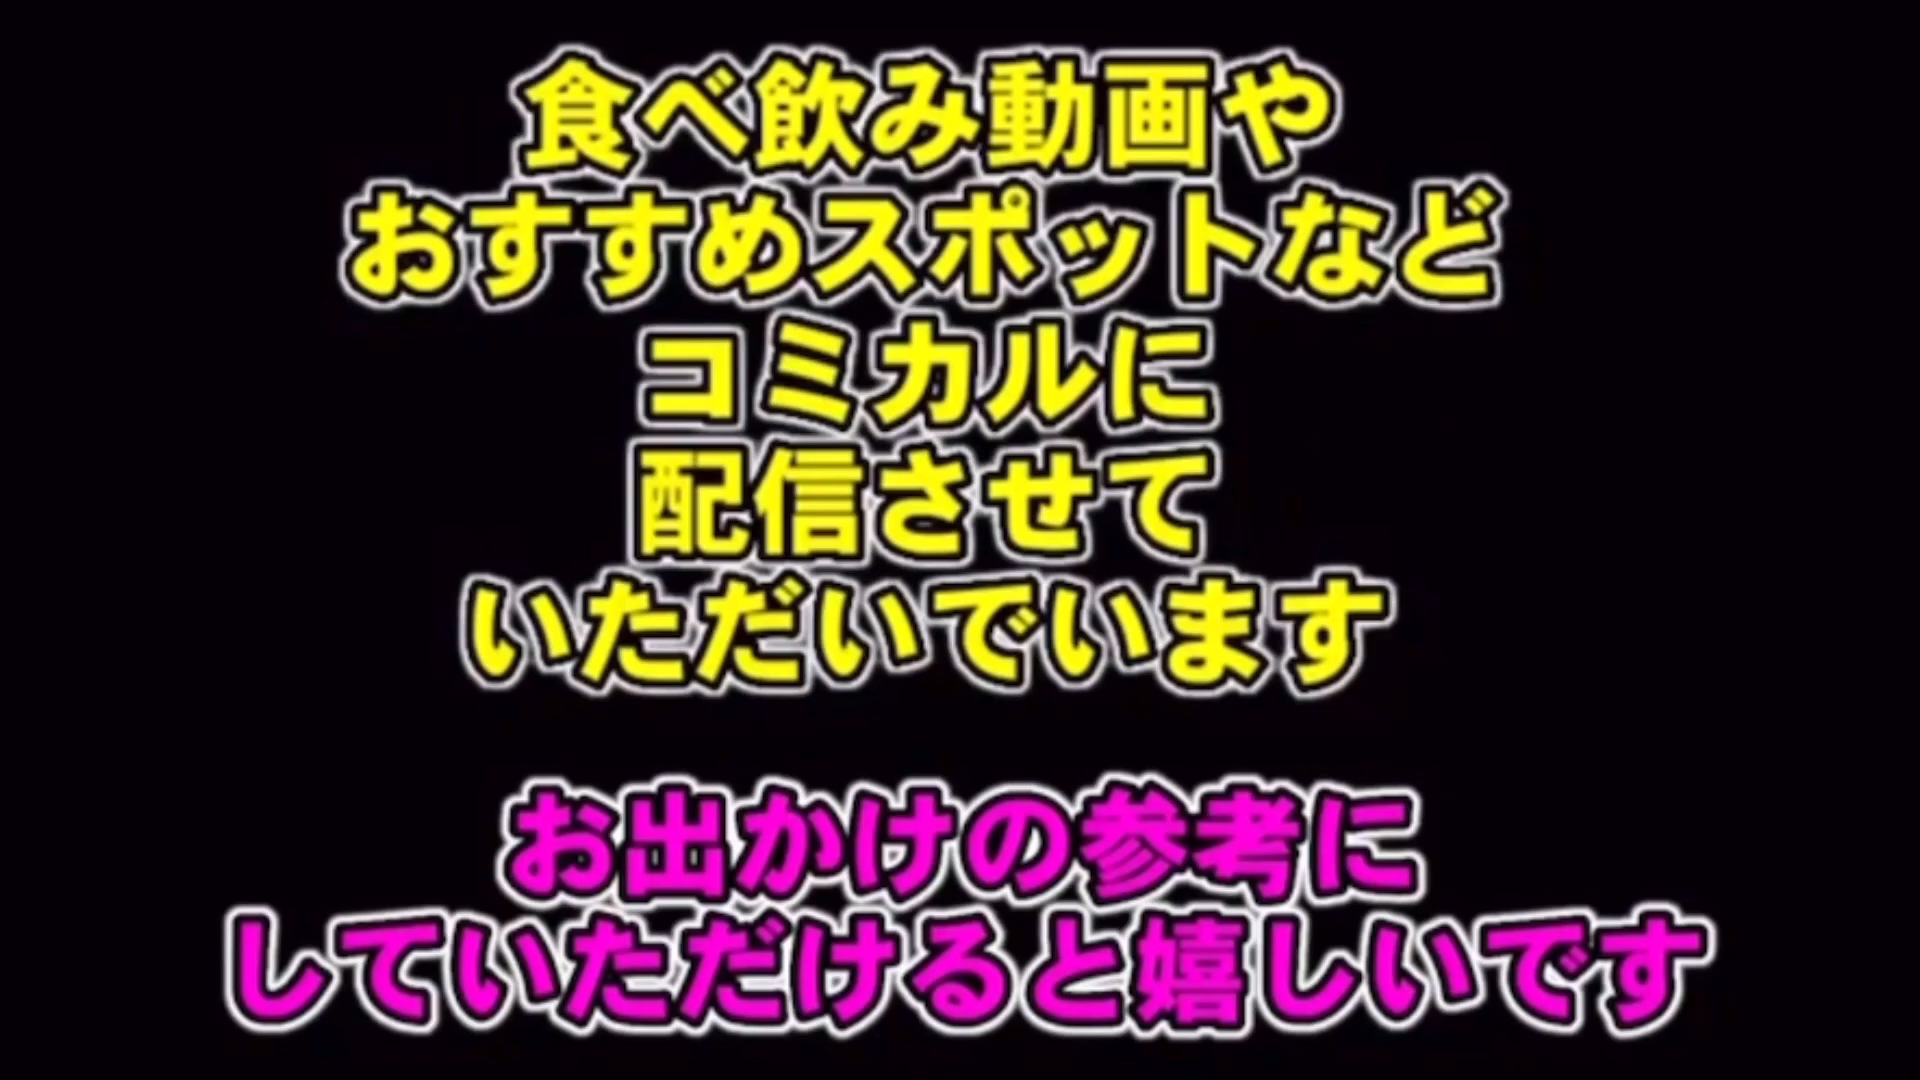 食べ飲み動画や
おすすめスポットなど
コミカルに
配信させて
いただいでいます
お出かけの参考に
していただけると嬉しいです